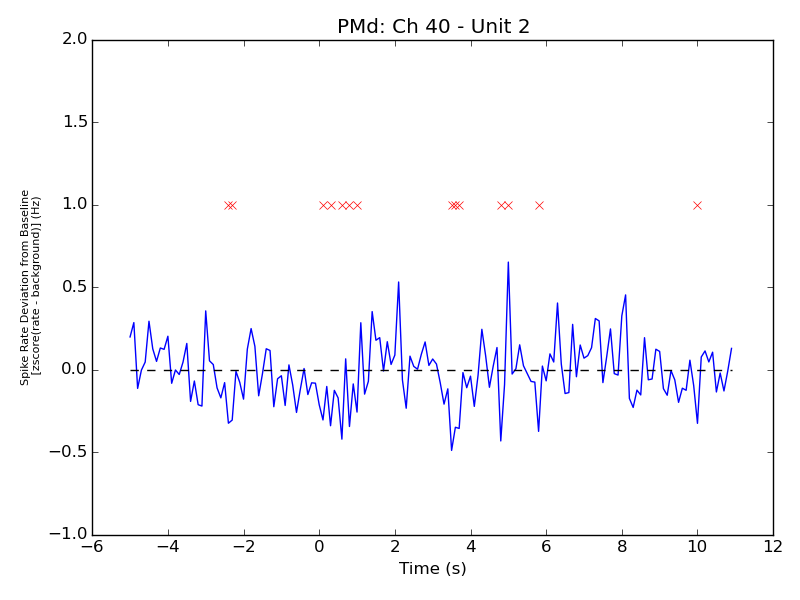 PMd: Ch 40 - Unit 2
2.0
1.5
1.0
0.5
0.0
−0.5
−1.0
Spike Rate Deviation from Baseline
[zscore(rate - background)] (Hz)
−6 −4 −2 0 2 4 6 8 10 12
Time (s)